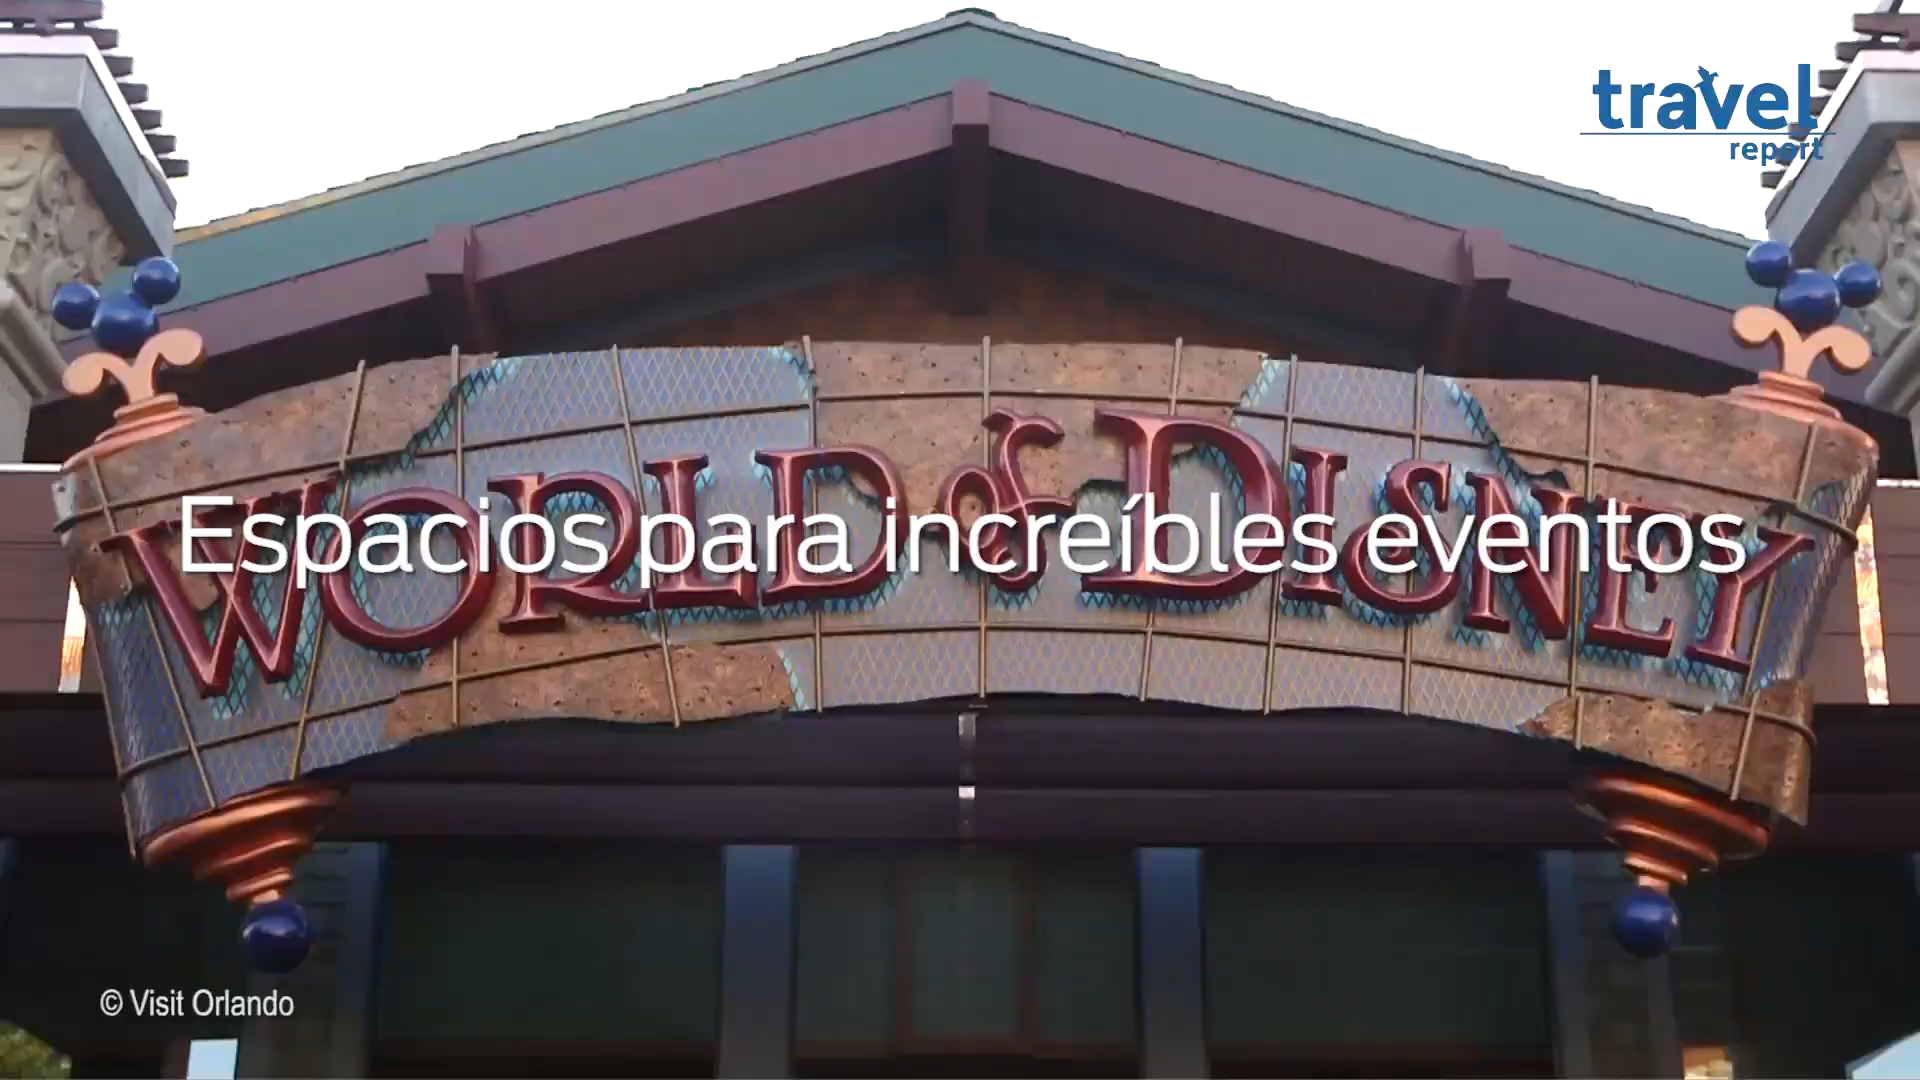 travel
report
WORLD of DISNEY
Espacios para increíbles eventos
© Visit Orlando